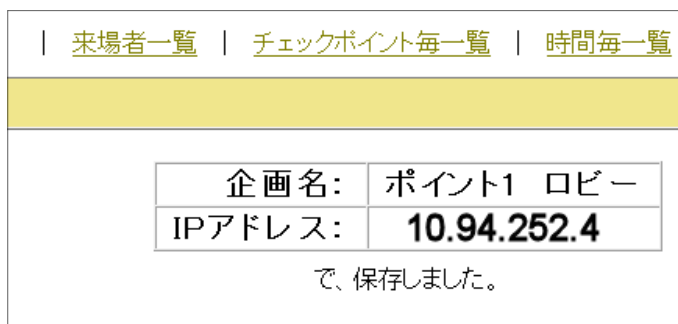 | 来場者一覧 | チェックポイント毎一覧 | 時間毎一覧
企画名: ポイント1 ロビー
IPアドレス: 10.94.252.4
で、保存しました。